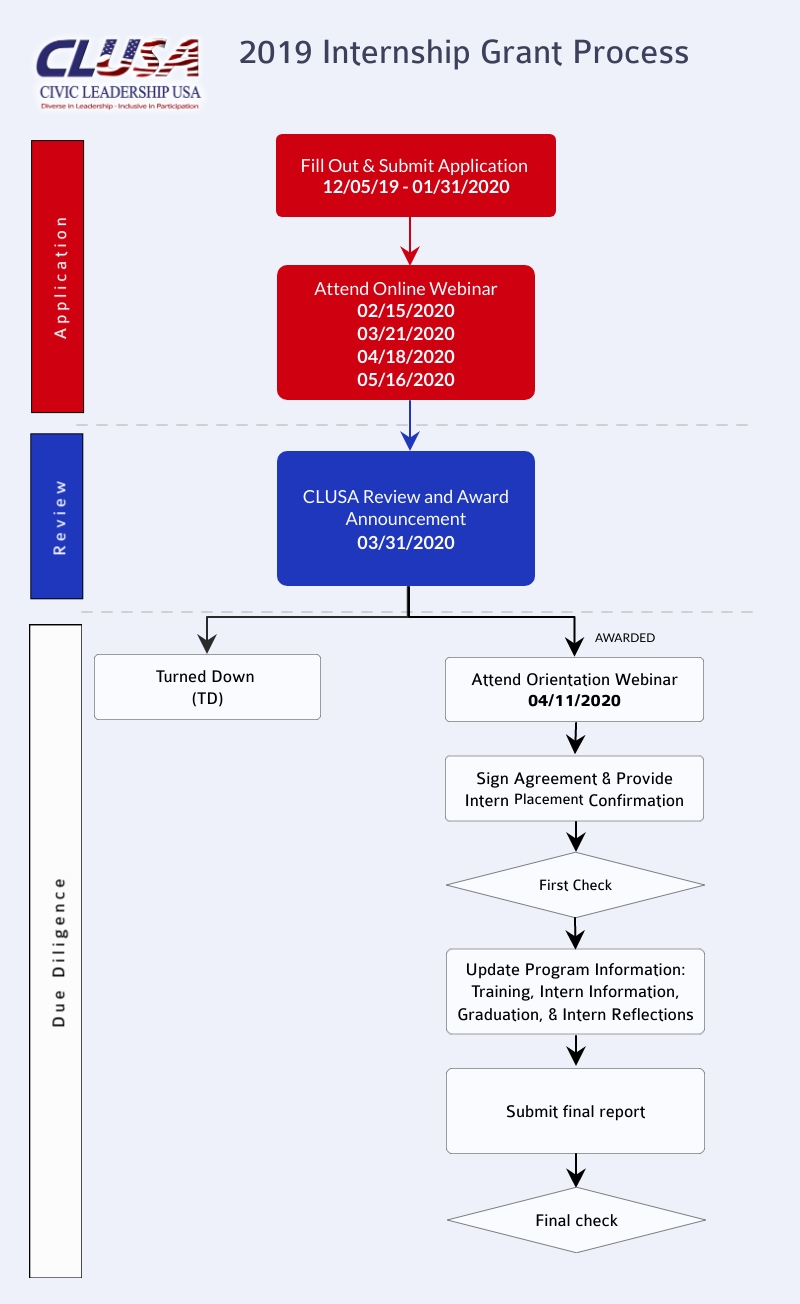 CLUSA
CIVIC LEADERSHIP USA
Diverse in Leadership · Inclusive in Participation
2019 Internship Grant Process
Application
Fill Out & Submit Application
12/05/19 - 01/31/2020
Attend Online Webinar
02/15/2020
03/21/2020
04/18/2020
05/16/2020
Review
CLUSA Review and Award
Announcement
03/31/2020
Due Diligence
Turned Down
(TD)
AWARDED
Attend Orientation Webinar
04/11/2020
Sign Agreement & Provide
Intern Placement Confirmation
First Check
Update Program Information:
Training, Intern Information,
Graduation, & Intern Reflections
Submit final report
Final check